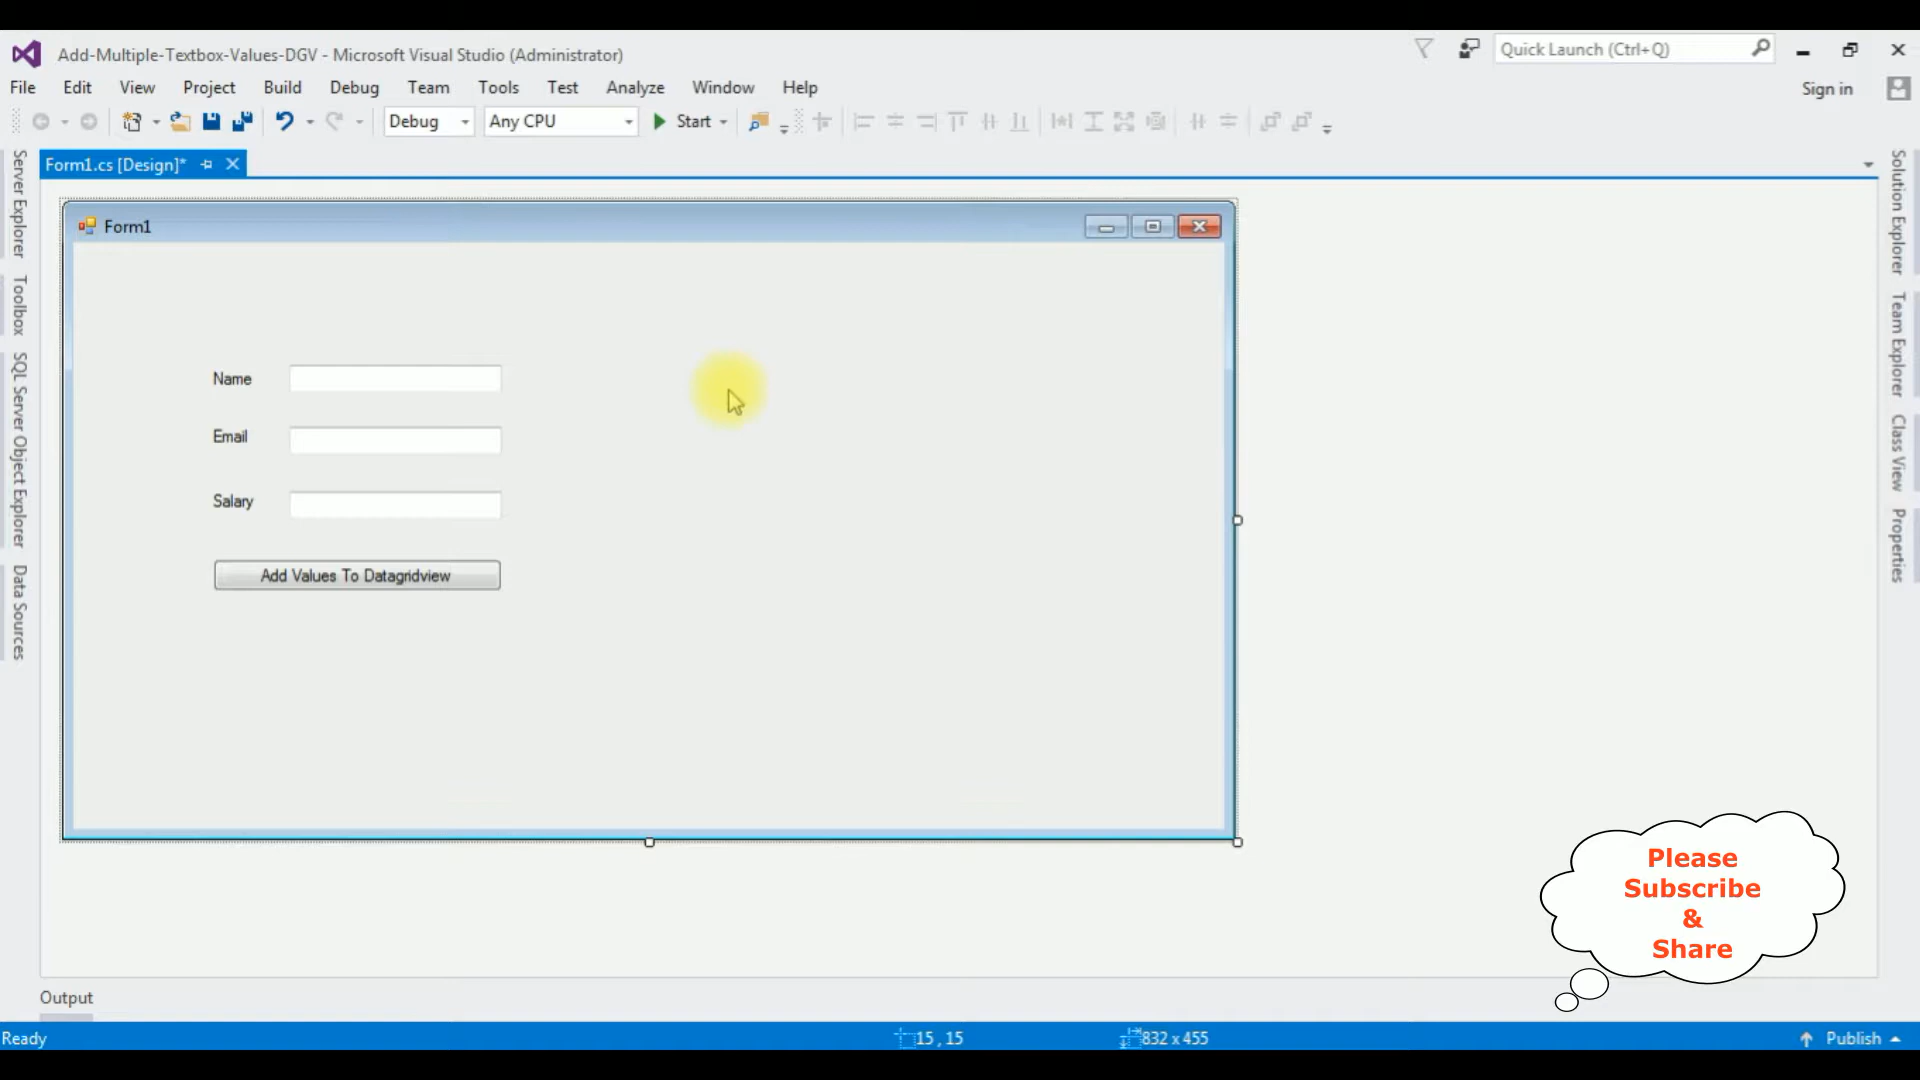 Add-Multiple-Textbox-Values-DGV - Microsoft Visual Studio (Administrator)
Quick Launch (Ctrl+Q)
File Edit View Project Build Debug Team Tools Test Analyze Window Help
Sign in
Debug Any CPU Start
Form1.cs [Design]*
Server Explorer
Toolbox
SQL Server Object Explorer
Data Sources
Form1
Name
Email
Salary
Add Values To Datagridview
Solution Explorer
Team Explorer
Class View
Properties
Please
Subscribe
&
Share
Output
Ready 15 , 15 832 x 455 Publish